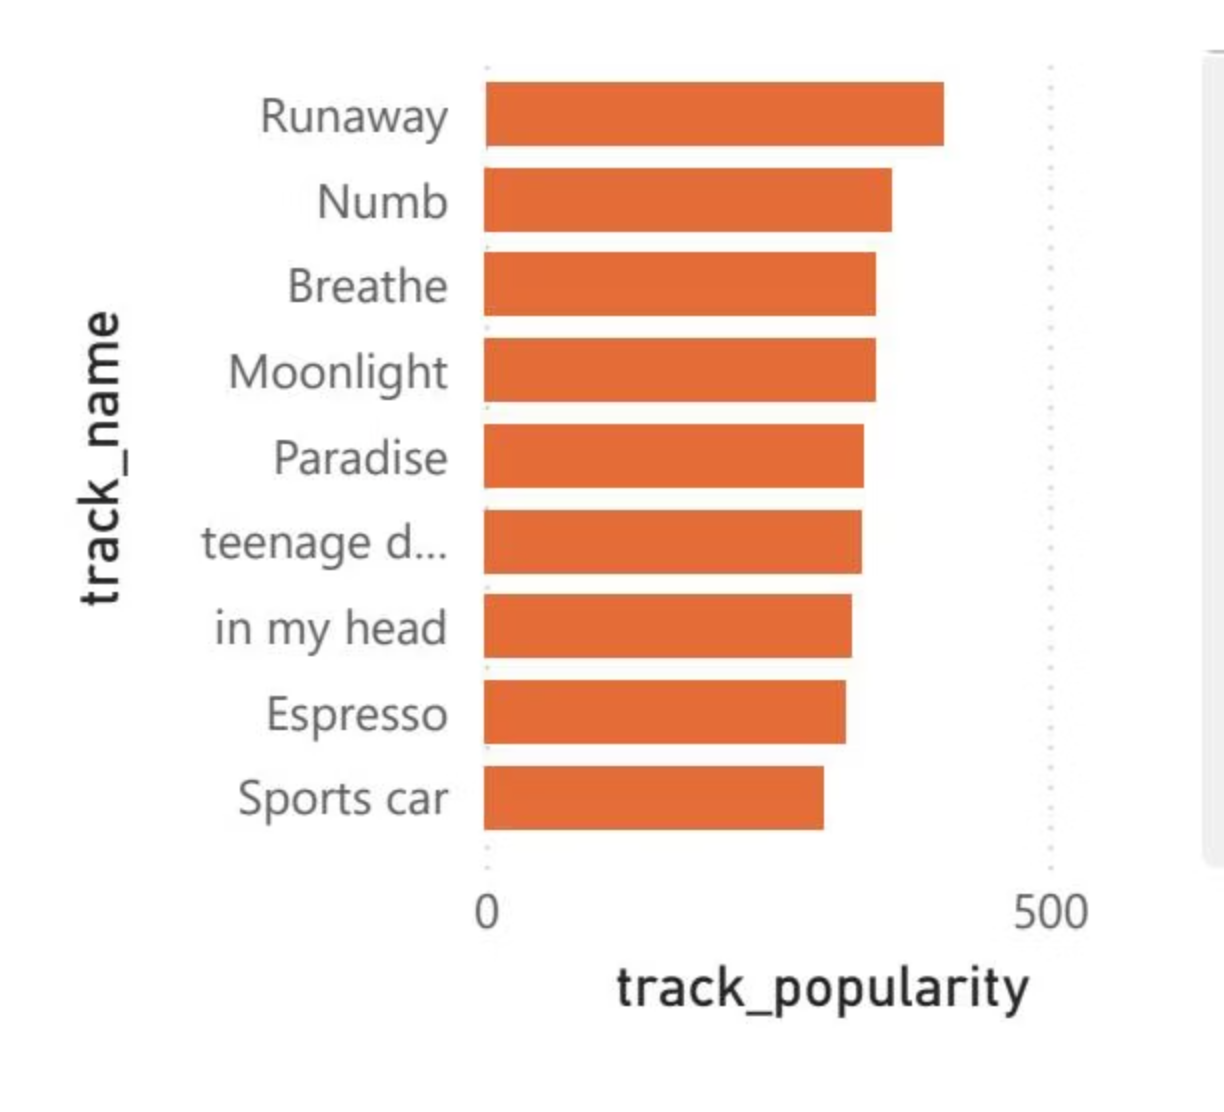 Runaway
Numb
Breathe
Moonlight
Paradise
teenage d...
in my head
Espresso
Sports car
track_name
0 500
track_popularity